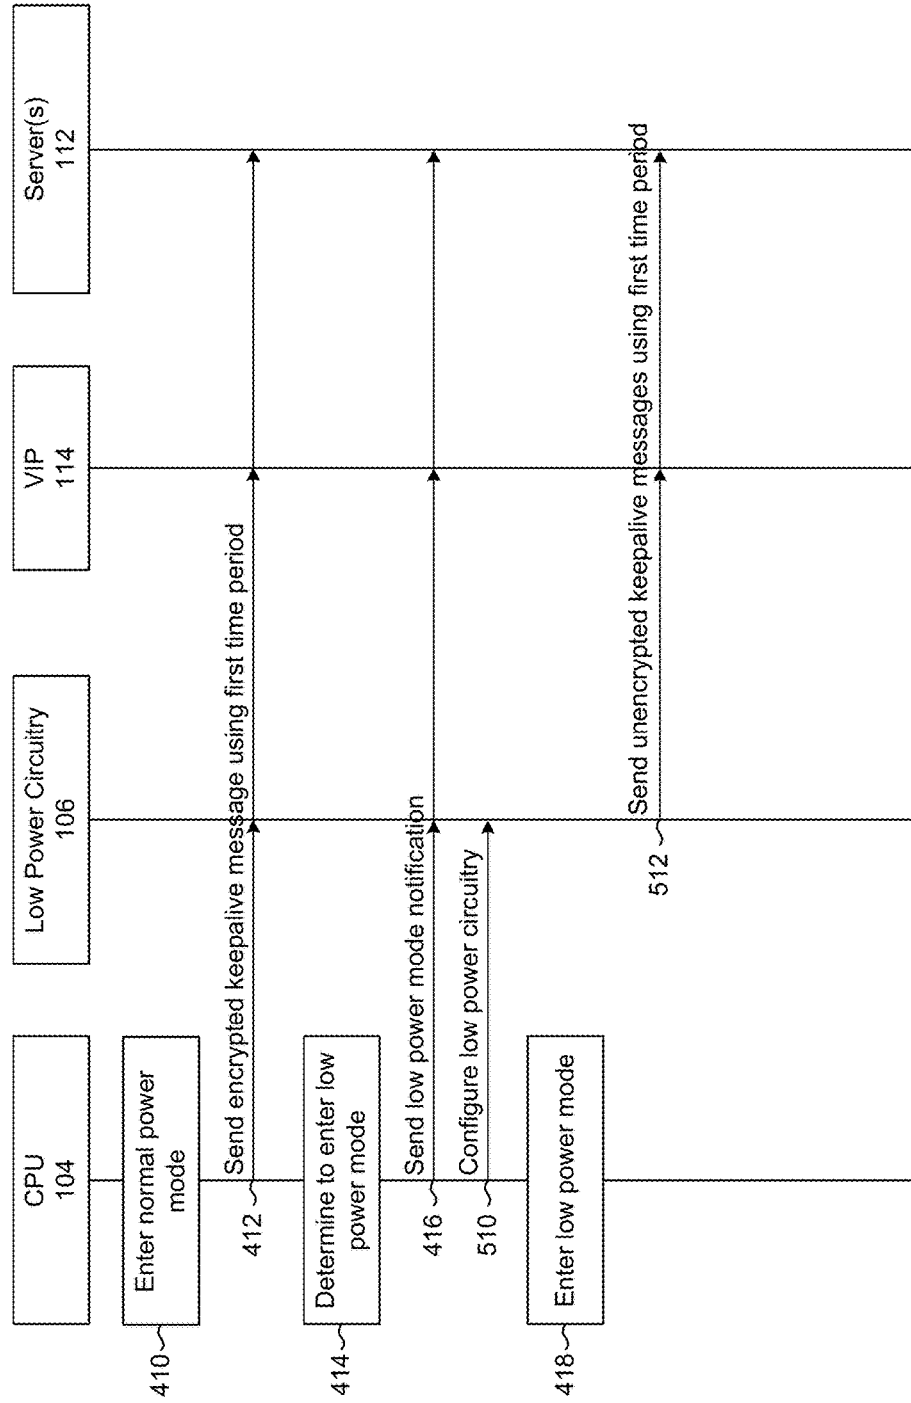 CPU
104
Low Power Circuitry
106
VIP
114
Server(s)
112
410
Enter normal power
mode
Send encrypted keepalive message using first time period
412
414
Determine to enter low
power mode
Send low power mode notification
416
Configure low power circuitry
510
418
Enter low power mode
Send unencrypted keepalive messages using first time period
512